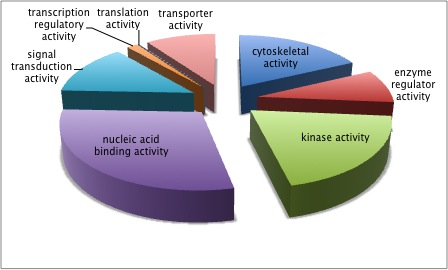 transcription
regulatory
activity
translation
activity
transporter
activity
cytoskeletal
activity
signal
transduction
activity
enzyme
regulator
activity
kinase activity
nucleic acid
binding activity